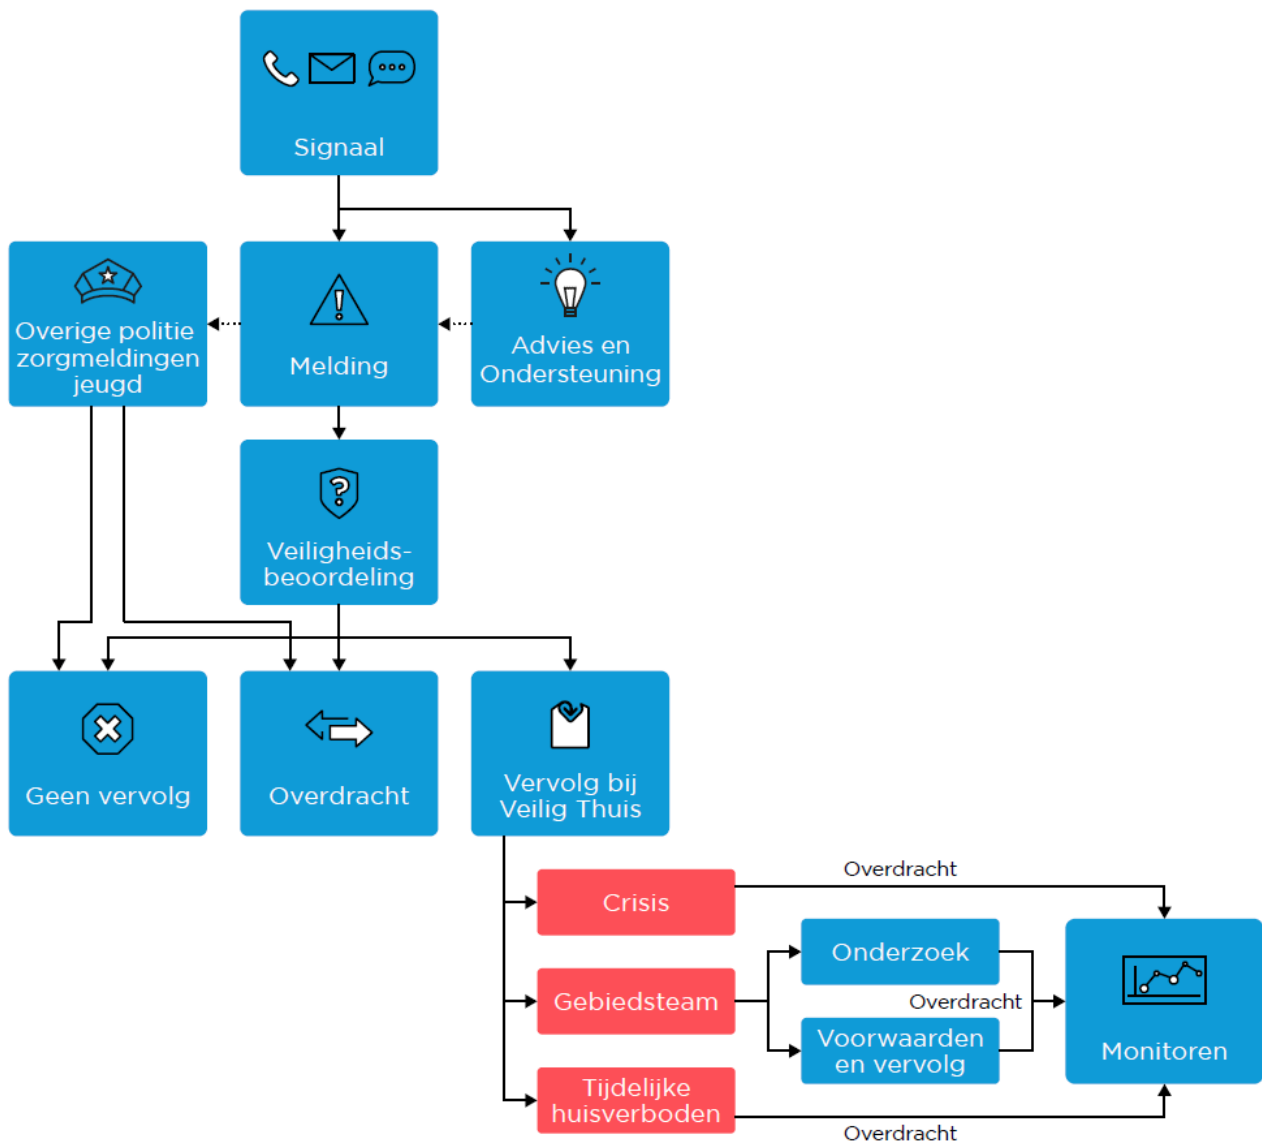 Signaal
Overige politie
zorgmeldingen
jeugd
Melding
Advies en
Ondersteuning
Veiligheids-
beoordeling
Geen vervolg
Overdracht
Vervolg bij
Veilig Thuis
Crisis
Overdracht
Gebiedsteam
Onderzoek
Overdracht
Voorwaarden
en vervolg
Monitoren
Tijdelijke
huisverboden
Overdracht